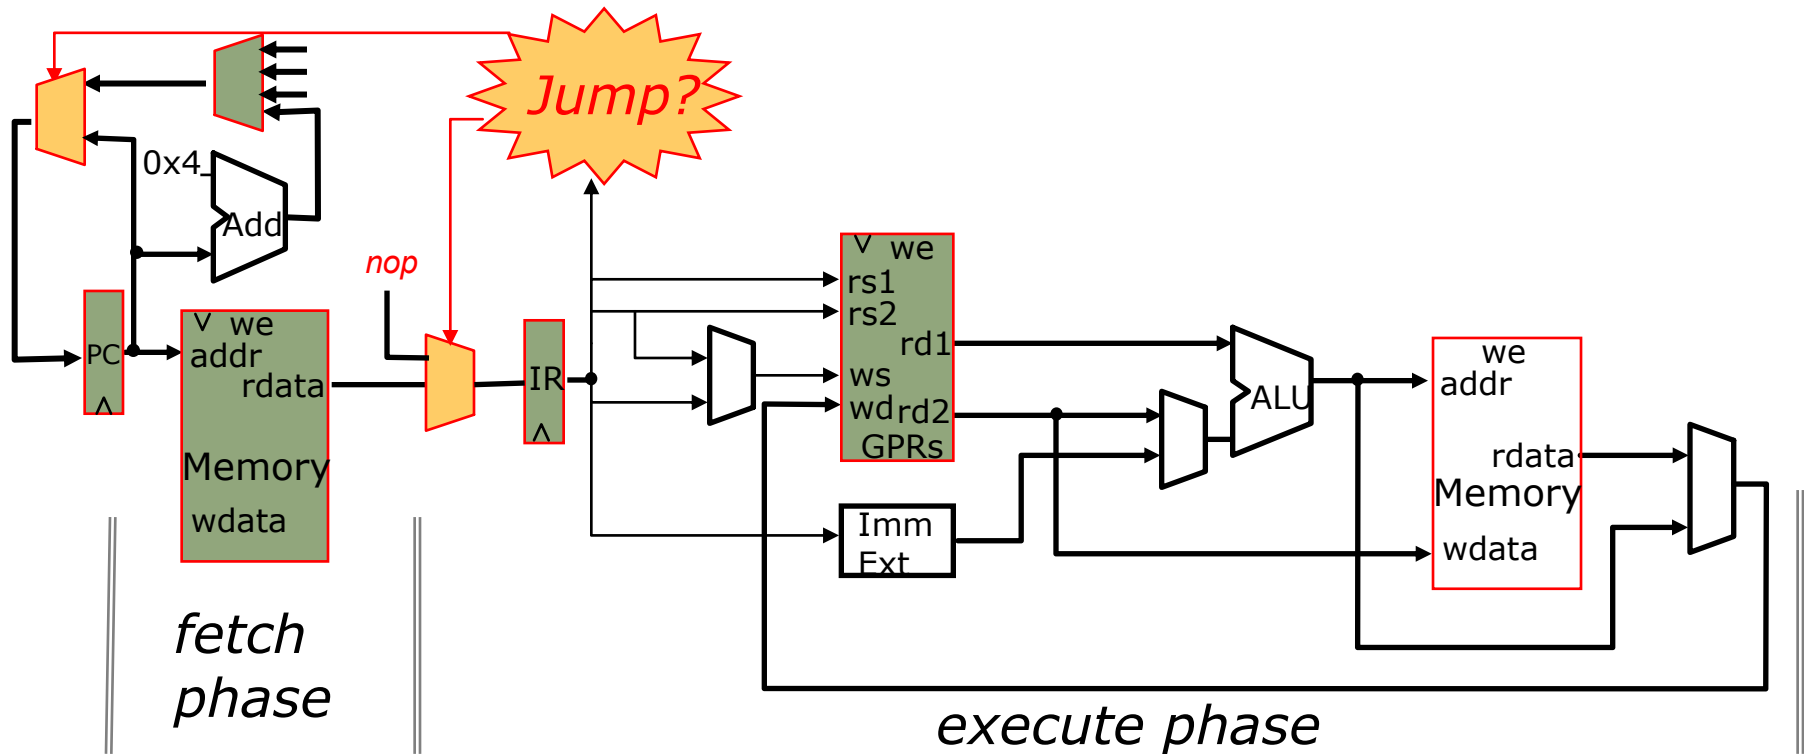 Jump?
0x4
Add
nop
PC
we
addr
rdata
Memory
wdata
IR
we
rs1
rs2
rd1
ws
wd rd2
GPRs
Imm
Ext
ALU
we
addr
rdata
Memory
wdata
fetch
phase
execute phase